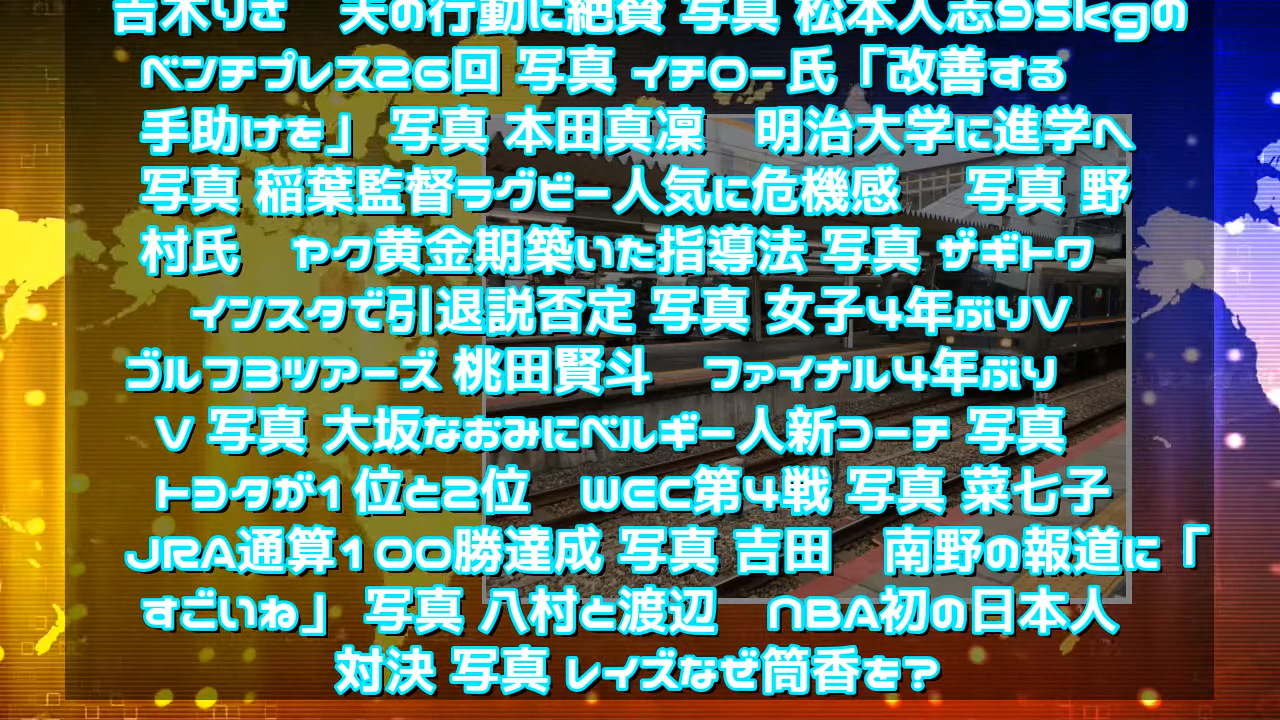 吉木りさ　夫の行動に絶賛 写真 松本人志95kgの
ベンチプレス26回 写真 イチロー氏「改善する
手助けを」 写真 本田真凜　明治大学に進学へ
写真 稲葉監督ラグビー人気に危機感　 写真 野
村氏　ヤク黄金期築いた指導法 写真 ザギトワ
インスタで引退説否定 写真 女子4年ぶりV
ゴルフ3ツアーズ 桃田賢斗　ファイナル4年ぶり
V 写真 大坂なおみにベルギー人新コーチ 写真
トヨタが1位と2位　WEC第4戦 写真 菜七子
JRA通算100勝達成 写真 吉田　南野の報道に「
すごいね」 写真 八村と渡辺　NBA初の日本人
対決 写真 レイズなぜ筒香を?